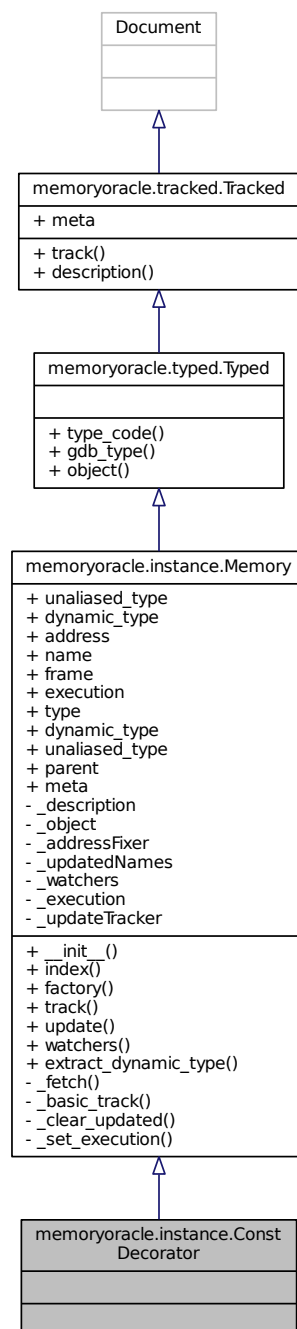 Document
memoryoracle.tracked.Tracked
+ meta
+ track()
+ description()
memoryoracle.typed.Typed
+ type_code()
+ gdb_type()
+ object()
memoryoracle.instance.Memory
+ unaliased_type
+ dynamic_type
+ address
+ name
+ frame
+ execution
+ type
+ dynamic_type
+ unaliased_type
+ parent
+ meta
- _description
- _object
- _addressFixer
- _updatedNames
- _watchers
- _execution
- _updateTracker
+ __init__()
+ index()
+ factory()
+ track()
+ update()
+ watchers()
+ extract_dynamic_type()
- _fetch()
- _basic_track()
- _clear_updated()
- _set_execution()
memoryoracle.instance.Const
Decorator